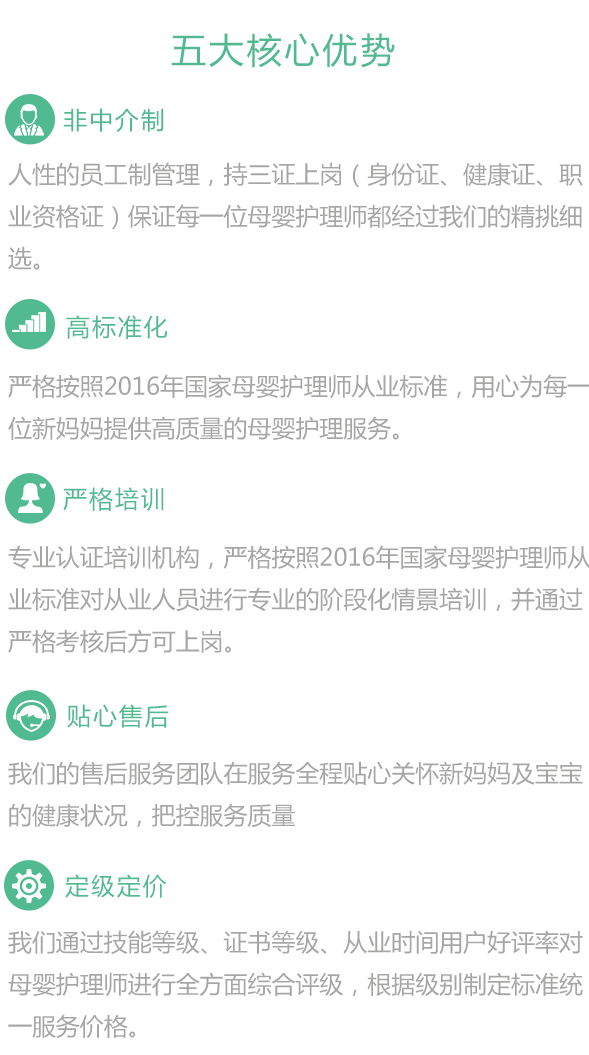 五大核心优势
非中介制
人性的员工制管理，持三证上岗（身份证、健康证、职
业资格证）保证每一位母婴护理师都经过我们的精挑细
选。
高标准化
严格按照2016年国家母婴护理师从业标准，用心为每一
位新妈妈提供高质量的母婴护理服务。
严格培训
专业认证培训机构，严格按照2016年国家母婴护理师从
业标准对从业人员进行专业的阶段化情景培训，并通过
严格考核后方可上岗。
贴心售后
我们的售后服务团队在服务全程贴心关怀新妈妈及宝宝
的健康状况，把控服务质量
定级定价
我们通过技能等级、证书等级、从业时间用户好评率对
母婴护理师进行全方面综合评级，根据级别制定标准统
一服务价格。